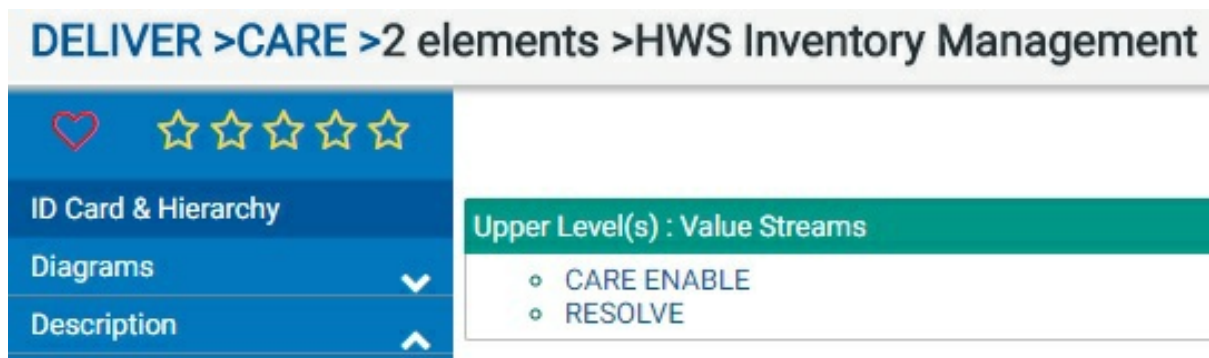 DELIVER >CARE >2 elements >HWS Inventory Management
ID Card & Hierarchy
Diagrams
Description
Upper Level(s) : Value Streams
CARE ENABLE
RESOLVE